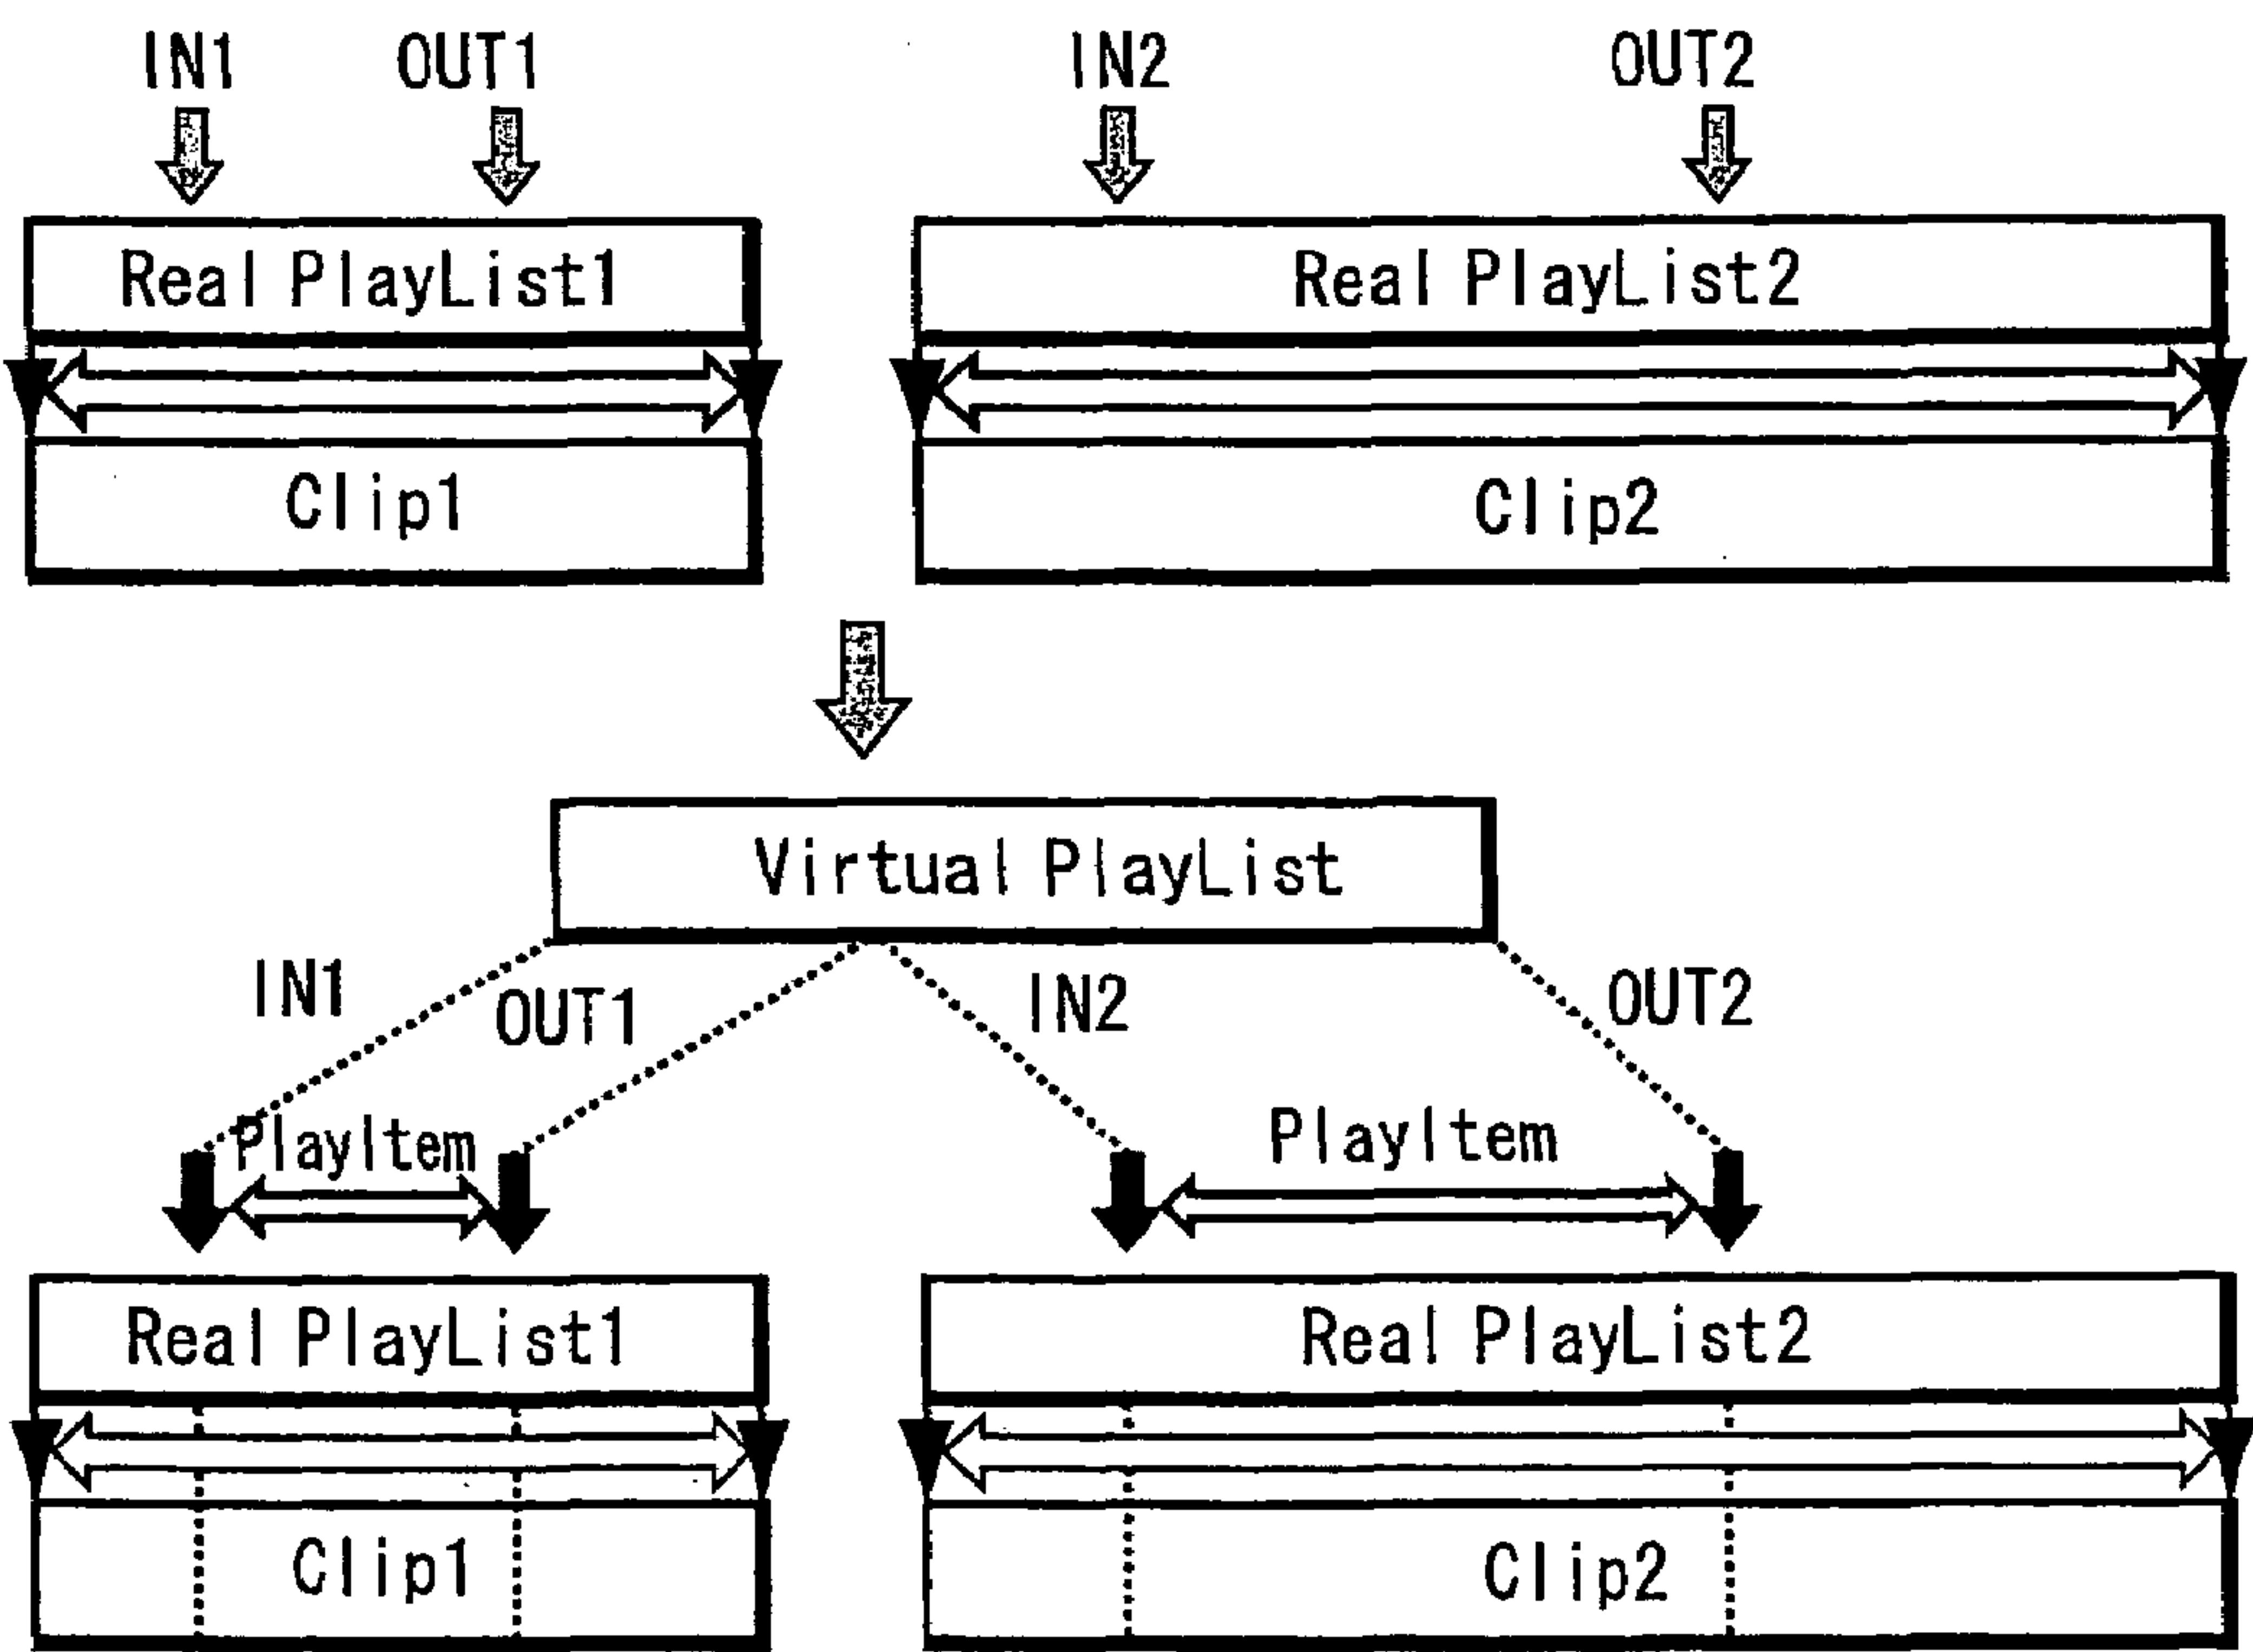 IN1 OUT1 IN2 OUT2
Real PlayList1 Real PlayList2
Clip1 Clip2
Virtual PlayList
IN1 OUT1 IN2 OUT2
PlayItem PlayItem
Real PlayList1 Real PlayList2
Clip1 Clip2